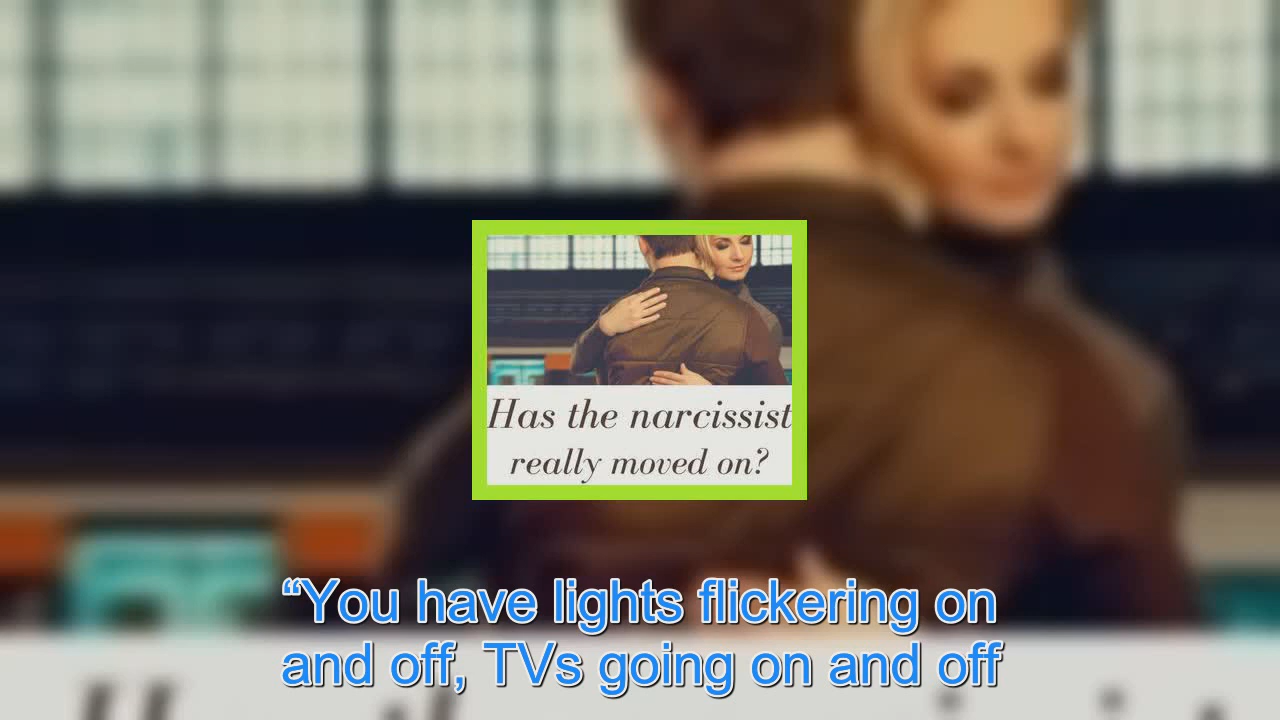 Has the narcissist
really moved on?
“You have lights flickering on
and off, TVs going on and off